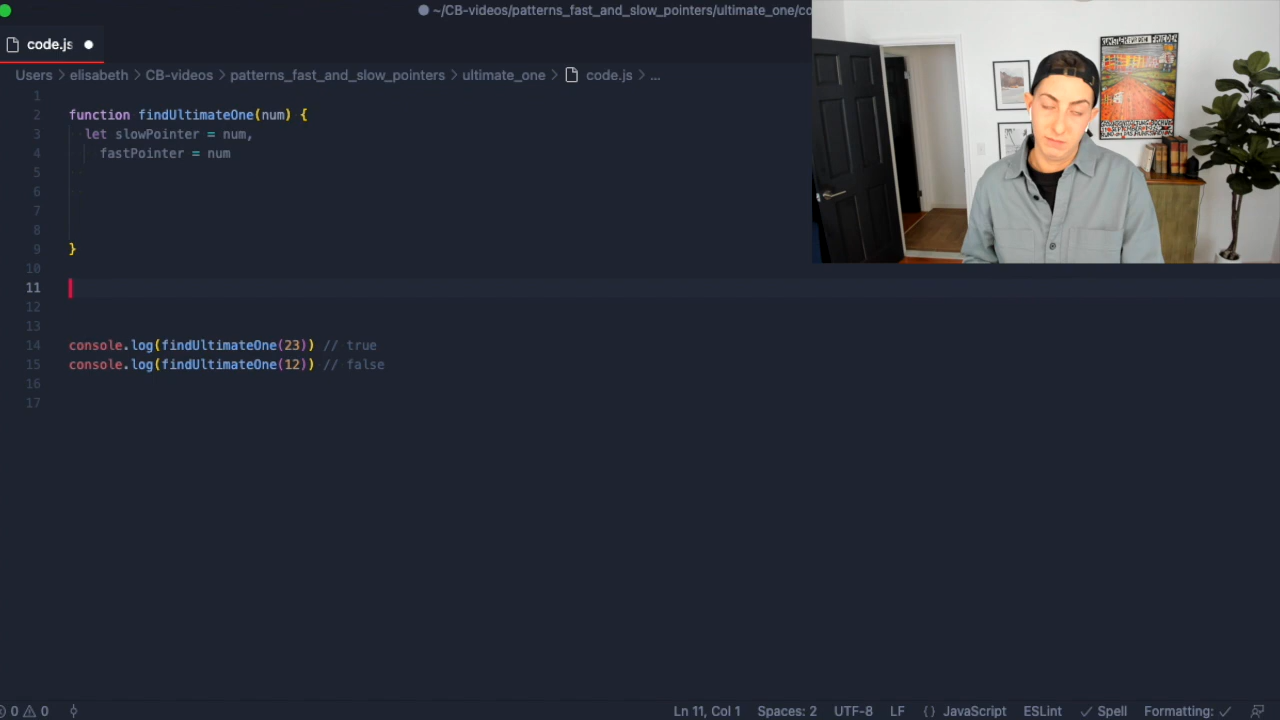 ~/CB-videos/patterns_fast_and_slow_pointers/ultimate_one/co
code.js
Users > elisabeth > CB-videos > patterns_fast_and_slow_pointers > ultimate_one > code.js > ...
1
2 function findUltimateOne(num) {
3 let slowPointer = num,
4 fastPointer = num
5
6
7
8
9 }
10
11
12
13
14 console.log(findUltimateOne(23)) // true
15 console.log(findUltimateOne(12)) // false
16
17
0 0 Ln 11, Col 1 Spaces: 2 UTF-8 LF {} JavaScript ESLint ✓ Spell Formatting: ✓